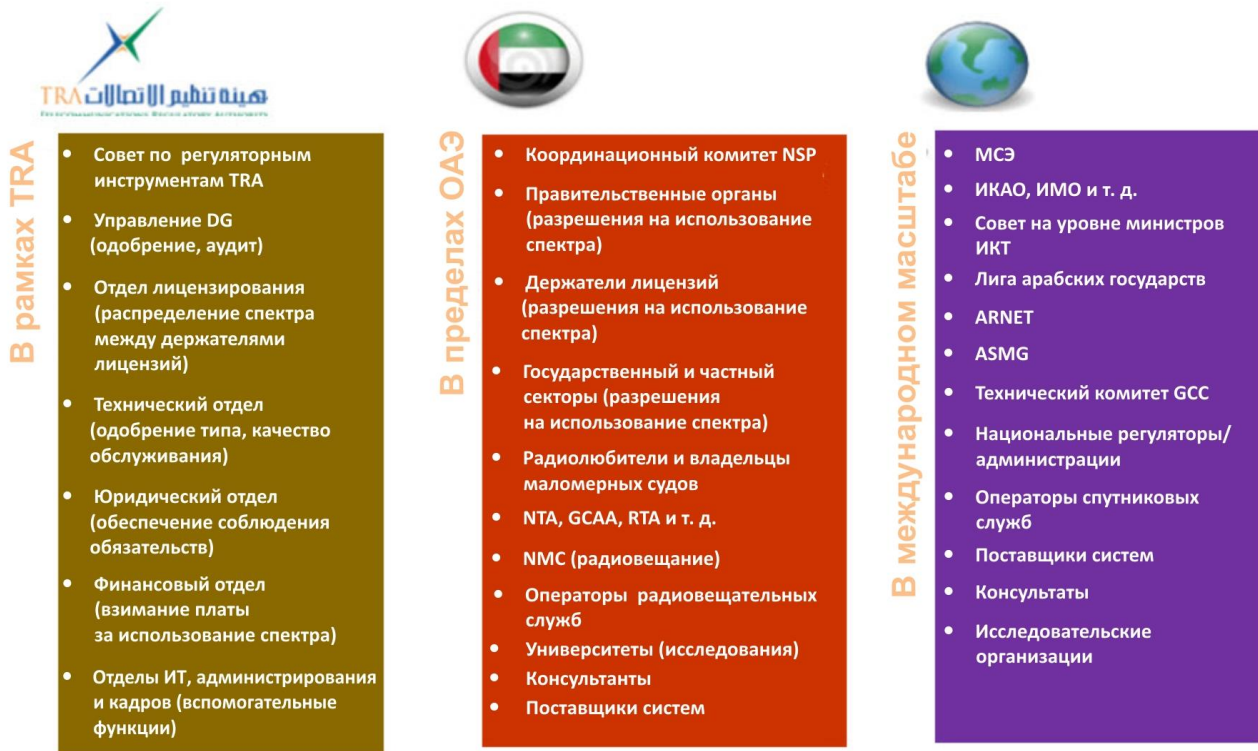 هيئة تنظيم الاتصالات TRA
TELECOMMUNICATIONS REGULATORY AUTHORITY
В рамках TRA
• Совет по регуляторным
инструментам TRA
• Управление DG
(одобрение, аудит)
• Отдел лицензирования
(распределение спектра
между держателями
лицензий)
• Технический отдел
(одобрение типа, качество
обслуживания)
• Юридический отдел
(обеспечение соблюдения
обязательств)
• Финансовый отдел
(взимание платы
за использование спектра)
• Отделы ИТ, администрирования
и кадров (вспомогательные
функции)
В пределах ОАЭ
• Координационный комитет NSP
• Правительственные органы
(разрешения на использование
спектра)
• Держатели лицензий
(разрешения на использование
спектра)
• Государственный и частный
секторы (разрешения
на использование спектра)
• Радиолюбители и владельцы
маломерных судов
• NTA, GCAA, RTA и т. д.
• NMC (радиовещание)
• Операторы радиовещательных
служб
• Университеты (исследования)
• Консультанты
• Поставщики систем
В международном масштабе
• МСЭ
• ИКАО, ИМО и т. д.
• Совет на уровне министров
ИКТ
• Лига арабских государств
• ARNET
• ASMG
• Технический комитет GCC
• Национальные регуляторы/
администрации
• Операторы спутниковых
служб
• Поставщики систем
• Консультаты
• Исследовательские
организации